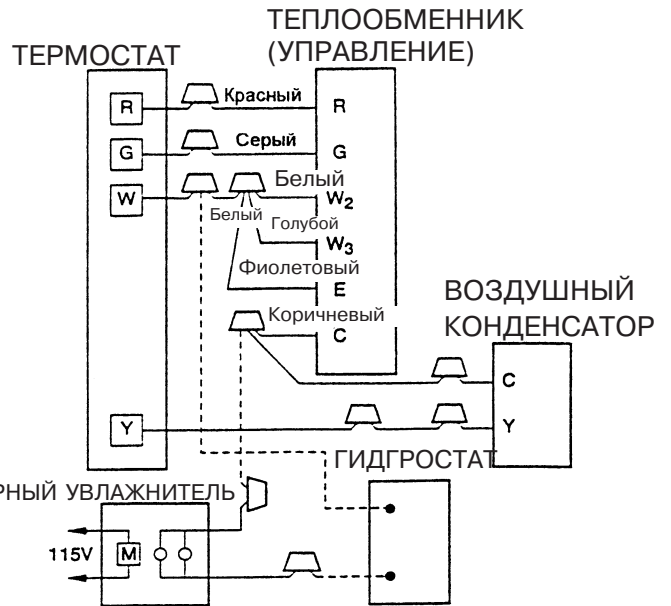 ТЕПЛООБМЕННИК
(УПРАВЛЕНИЕ)
ТЕРМОСТАТ
R Красный R
G Серый G
W Белый W2
Белый Голубой W3
Фиолетовый E
Коричневый C
ВОЗДУШНЫЙ
КОНДЕНСАТОР
C
Y Y
ГИДГРОСТАТ
РНЫЙ УВЛАЖНИТЕЛЬ
115V M